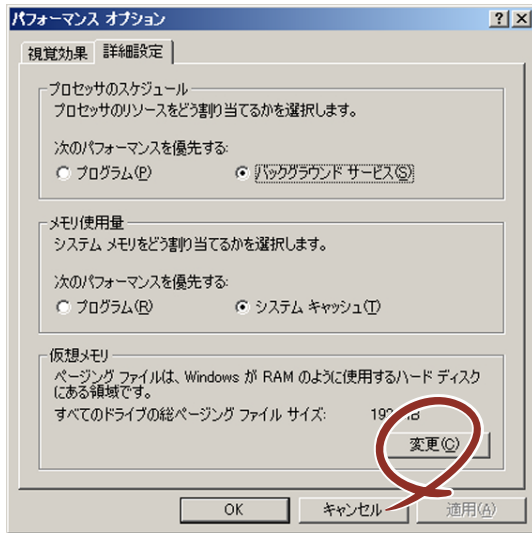 パフォーマンス オプション
視覚効果 詳細設定
プロセッサのスケジュール
プロセッサのリソースをどう割り当てるかを選択します。
次のパフォーマンスを優先する:
プログラム(P) バックグラウンド サービス(S)
メモリ使用量
システム メモリをどう割り当てるかを選択します。
次のパフォーマンスを優先する:
プログラム(R) システム キャッシュ(T)
仮想メモリ
ページング ファイルは、Windows が RAM のように使用するハード ディスク
にある領域です。
すべてのドライブの総ページング ファイル サイズ:
変更(C)
OK キャンセル 適用(A)